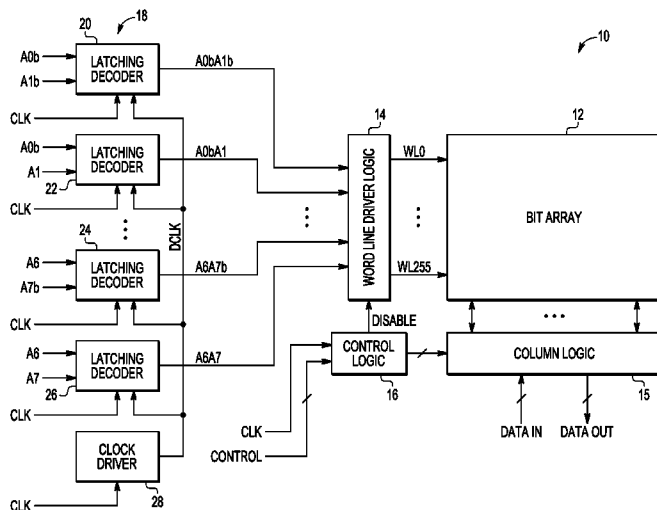 18
20
A0b
A1b
LATCHING
DECODER
A0bA1b
CLK
A0b
A1
22
LATCHING
DECODER
A0bA1
CLK
DCLK
24
A6
A7b
LATCHING
DECODER
A6A7b
CLK
A6
A7
26
LATCHING
DECODER
A6A7
CLK
CLOCK
DRIVER
28
CLK
10
14
WORD LINE DRIVER LOGIC
WL0
WL255
12
BIT ARRAY
DISABLE
CONTROL
LOGIC
16
CLK
CONTROL
COLUMN LOGIC
15
DATA IN
DATA OUT